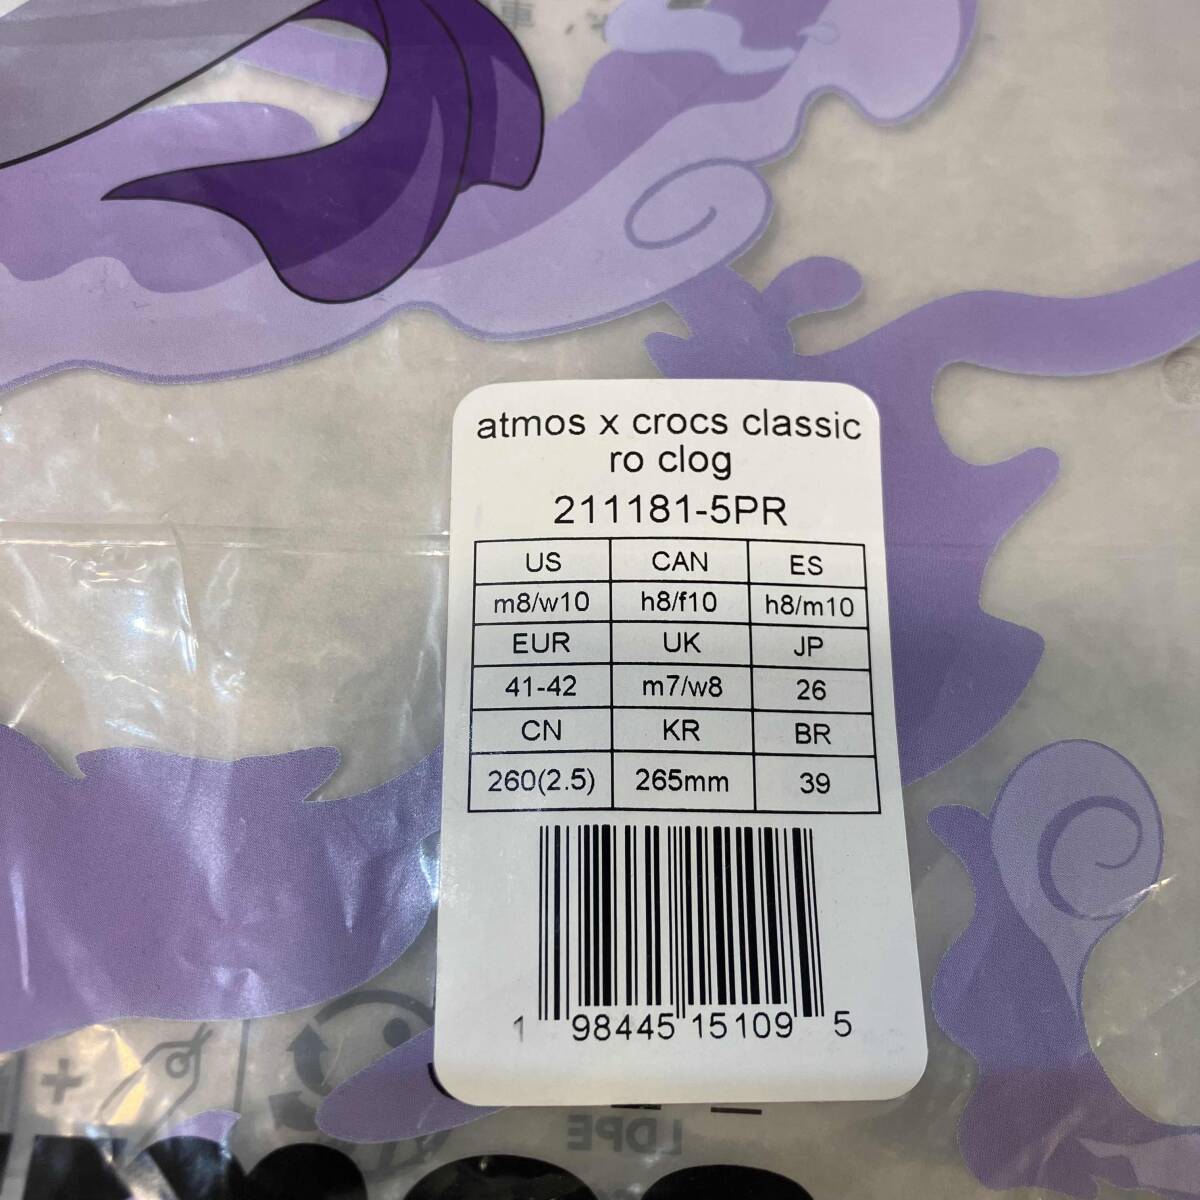 atmos x crocs classic
ro clog
211181-5PR
US CAN ES
m8/w10 h8/f10 h8/m10
EUR UK JP
41-42 m7/w8 26
CN KR BR
260(2.5) 265mm 39
1 98445 15109 5
LDPE